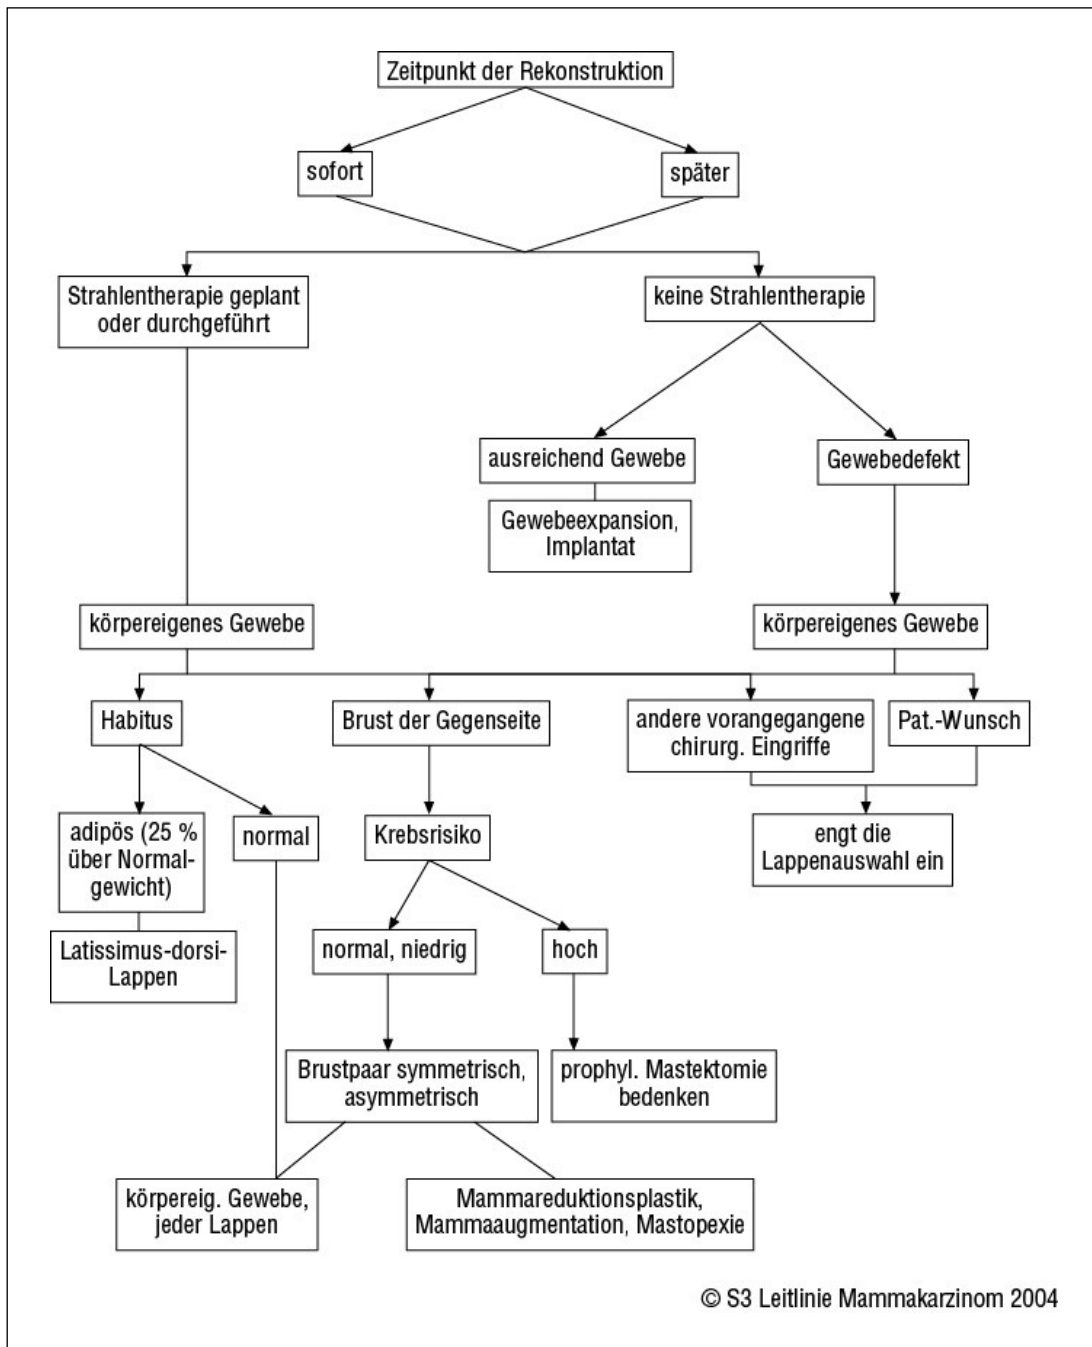 Zeitpunkt der Rekonstruktion
sofort
später
Strahlentherapie geplant
oder durchgeführt
keine Strahlentherapie
ausreichend Gewebe
Gewebedefekt
Gewebeexpansion,
Implantat
körpereigenes Gewebe
körpereigenes Gewebe
Habitus
Brust der Gegenseite
andere vorangegangene
chirurg. Eingriffe
Pat.-Wunsch
adipös (25 %
über Normal-
gewicht)
normal
Krebsrisiko
engt die
Lappenauswahl ein
Latissimus-dorsi-
Lappen
normal, niedrig
hoch
Brustpaar symmetrisch,
asymmetrisch
prophyl. Mastektomie
bedenken
körpereig. Gewebe,
jeder Lappen
Mammareduktionsplastik,
Mammaaugmentation, Mastopexie
© S3 Leitlinie Mammakarzinom 2004